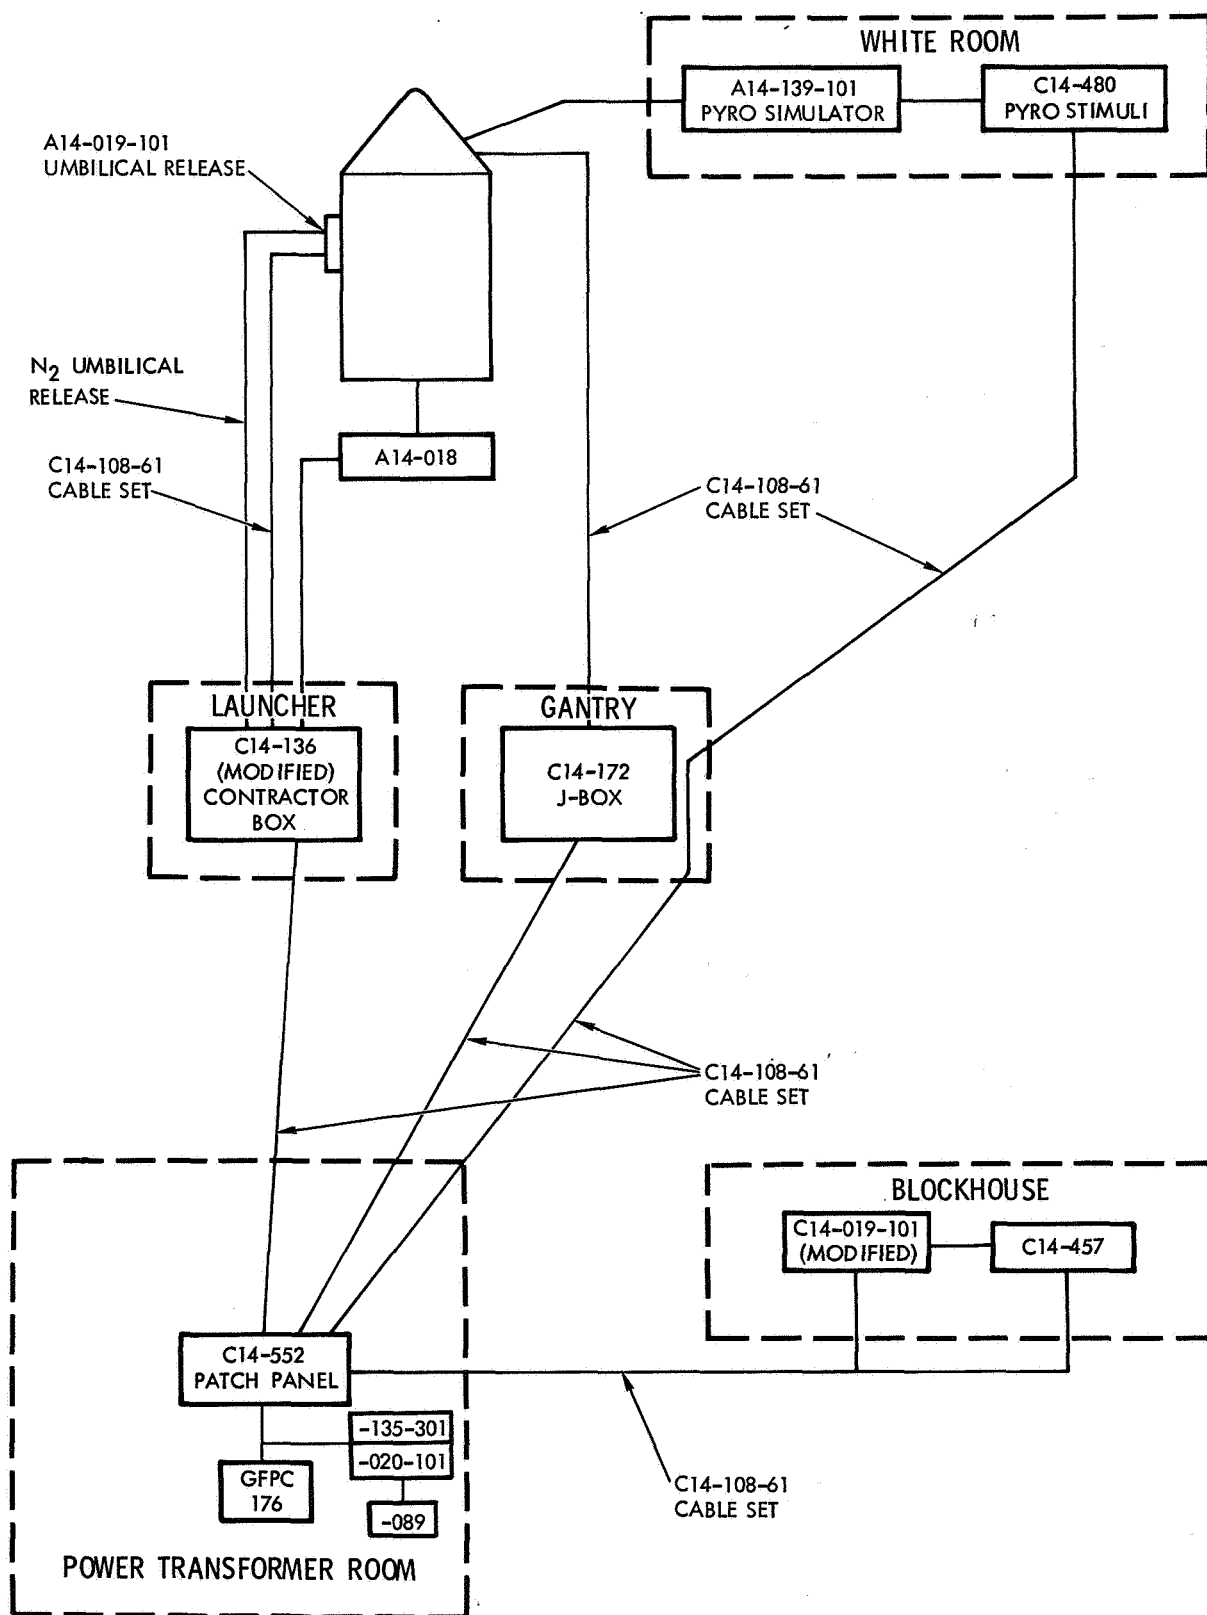 WHITE ROOM
A14-139-101
PYRO SIMULATOR
C14-480
PYRO STIMULI
A14-019-101
UMBILICAL RELEASE
N2 UMBILICAL
RELEASE
A14-018
C14-108-61
CABLE SET
C14-108-61
CABLE SET
LAUNCHER
C14-136
(MODIFIED)
CONTRACTOR
BOX
GANTRY
C14-172
J-BOX
C14-108-61
CABLE SET
BLOCKHOUSE
C14-019-101
(MODIFIED)
C14-457
C14-552
PATCH PANEL
-135-301
-020-101
GFPC
176
-089
C14-108-61
CABLE SET
POWER TRANSFORMER ROOM